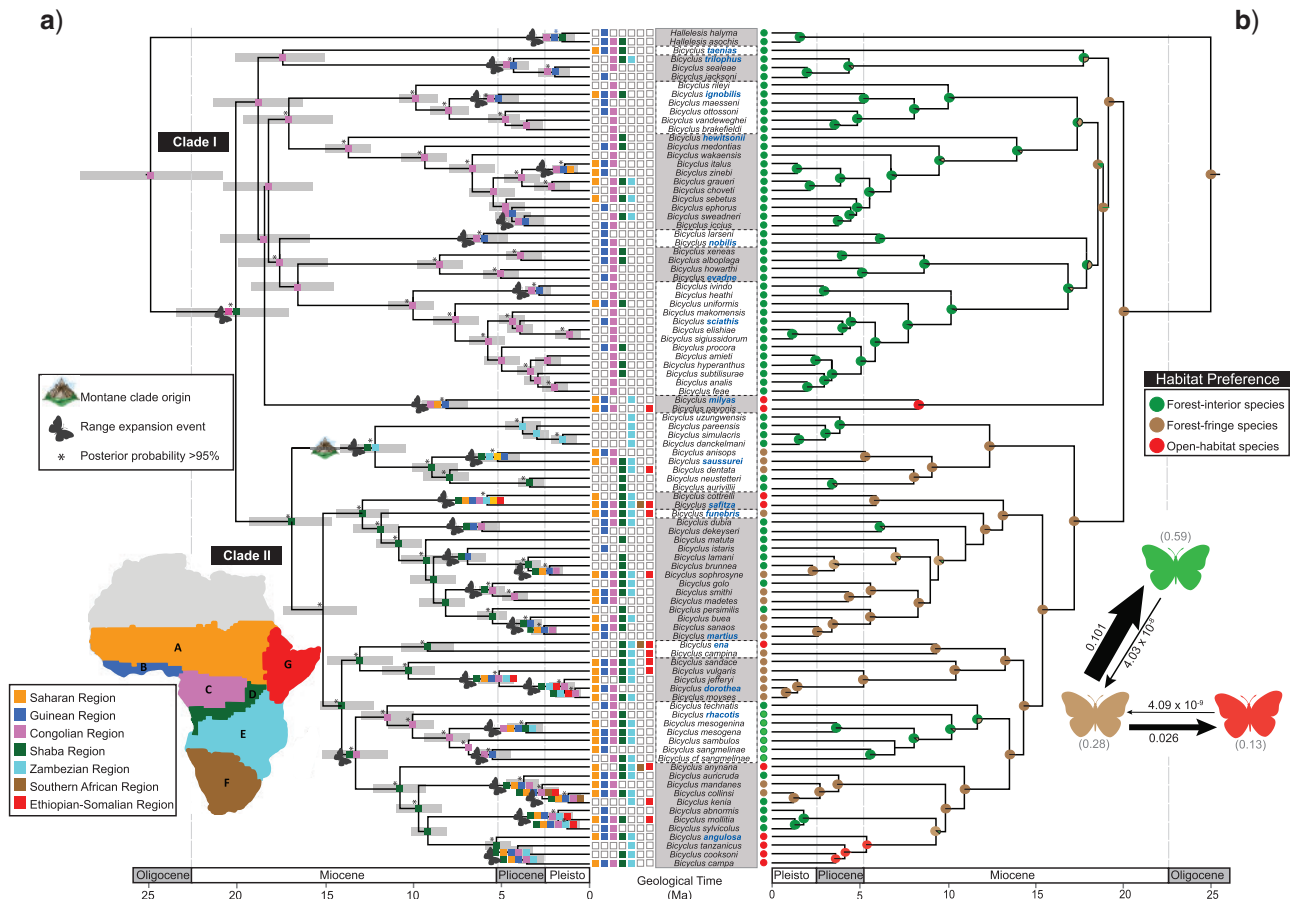 a)
b)
Hallelesis halyma
Hallelesis asochis
Bicyclus taenias
Bicyclus trilophus
Bicyclus sealeae
Bicyclus jacksoni
Bicyclus rileyi
Bicyclus ignobilis
Bicyclus maesseni
Bicyclus ottossoni
Bicyclus vandeweghei
Bicyclus brakefieldi
Bicyclus hewitsonii
Bicyclus medontias
Bicyclus wakaensis
Bicyclus italus
Bicyclus zinebi
Bicyclus graueri
Bicyclus choveti
Bicyclus sebetus
Bicyclus ephorus
Bicyclus sweadneri
Bicyclus iccius
Bicyclus larseni
Bicyclus nobilis
Bicyclus xeneas
Bicyclus alboplaga
Bicyclus howarthi
Bicyclus evadne
Bicyclus ivindo
Bicyclus heathi
Bicyclus uniformis
Bicyclus makomensis
Bicyclus sciathis
Bicyclus elishiae
Bicyclus sigiussidorum
Bicyclus procora
Bicyclus amieti
Bicyclus hyperanthus
Bicyclus subtilisurae
Bicyclus analis
Bicyclus feae
Bicyclus milyas
Bicyclus pavonis
Bicyclus uzungwensis
Bicyclus pareensis
Bicyclus simulacris
Bicyclus danckelmani
Bicyclus anisops
Bicyclus saussurei
Bicyclus dentata
Bicyclus neustetteri
Bicyclus aurivillii
Bicyclus cottrelli
Bicyclus safitza
Bicyclus funebris
Bicyclus dubia
Bicyclus dekeyseri
Bicyclus matuta
Bicyclus istaris
Bicyclus lamani
Bicyclus brunnea
Bicyclus sophrosyne
Bicyclus golo
Bicyclus smithi
Bicyclus madetes
Bicyclus persimilis
Bicyclus buea
Bicyclus sanaos
Bicyclus martius
Bicyclus ena
Bicyclus campina
Bicyclus sandace
Bicyclus vulgaris
Bicyclus jefferyi
Bicyclus dorothea
Bicyclus moyses
Bicyclus technatis
Bicyclus rhacotis
Bicyclus mesogenina
Bicyclus mesogena
Bicyclus sambulos
Bicyclus sangmelinae
Bicyclus cf sangmelinae
Bicyclus anynana
Bicyclus auricruda
Bicyclus mandanes
Bicyclus collinsi
Bicyclus kenia
Bicyclus abnormis
Bicyclus mollitia
Bicyclus sylvicolus
Bicyclus angulosa
Bicyclus tanzanicus
Bicyclus cooksoni
Bicyclus campa
Clade I
Montane clade origin
Range expansion event
* Posterior probability >95%
Clade II
A
B
C
D
E
F
G
Saharan Region
Guinean Region
Congolian Region
Shaba Region
Zambezian Region
Southern African Region
Ethiopian-Somalian Region
Habitat Preference
Forest-interior species
Forest-fringe species
Open-habitat species
(0.59)
0.101
4.03 x 10⁻⁸
4.09 x 10⁻⁹
0.026
(0.28)
(0.13)
Oligocene Miocene Pliocene Pleisto
25 20 15 10 5 0
Geological Time
(Ma)
Pleisto Pliocene Miocene Oligocene
0 5 10 15 20 25